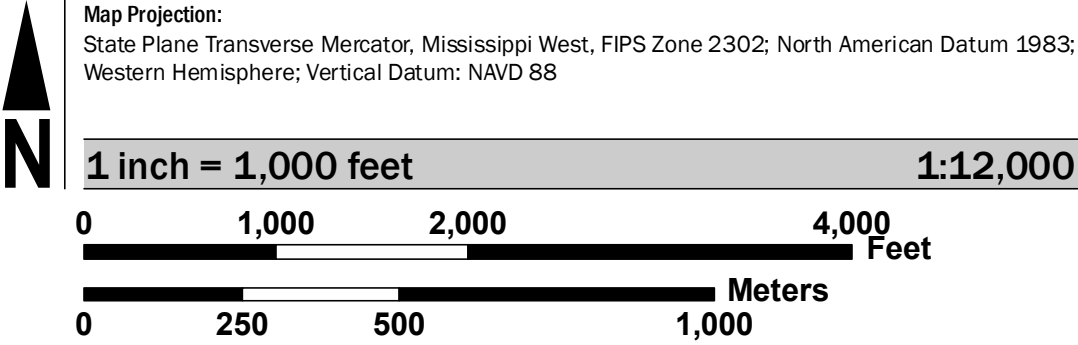 Map Projection:
State Plane Transverse Mercator, Mississippi West, FIPS Zone 2302; North American Datum 1983;
Western Hemisphere; Vertical Datum: NAVD 88
N
1 inch = 1,000 feet 1:12,000
0 1,000 2,000 4,000
Feet
Meters
0 250 500 1,000